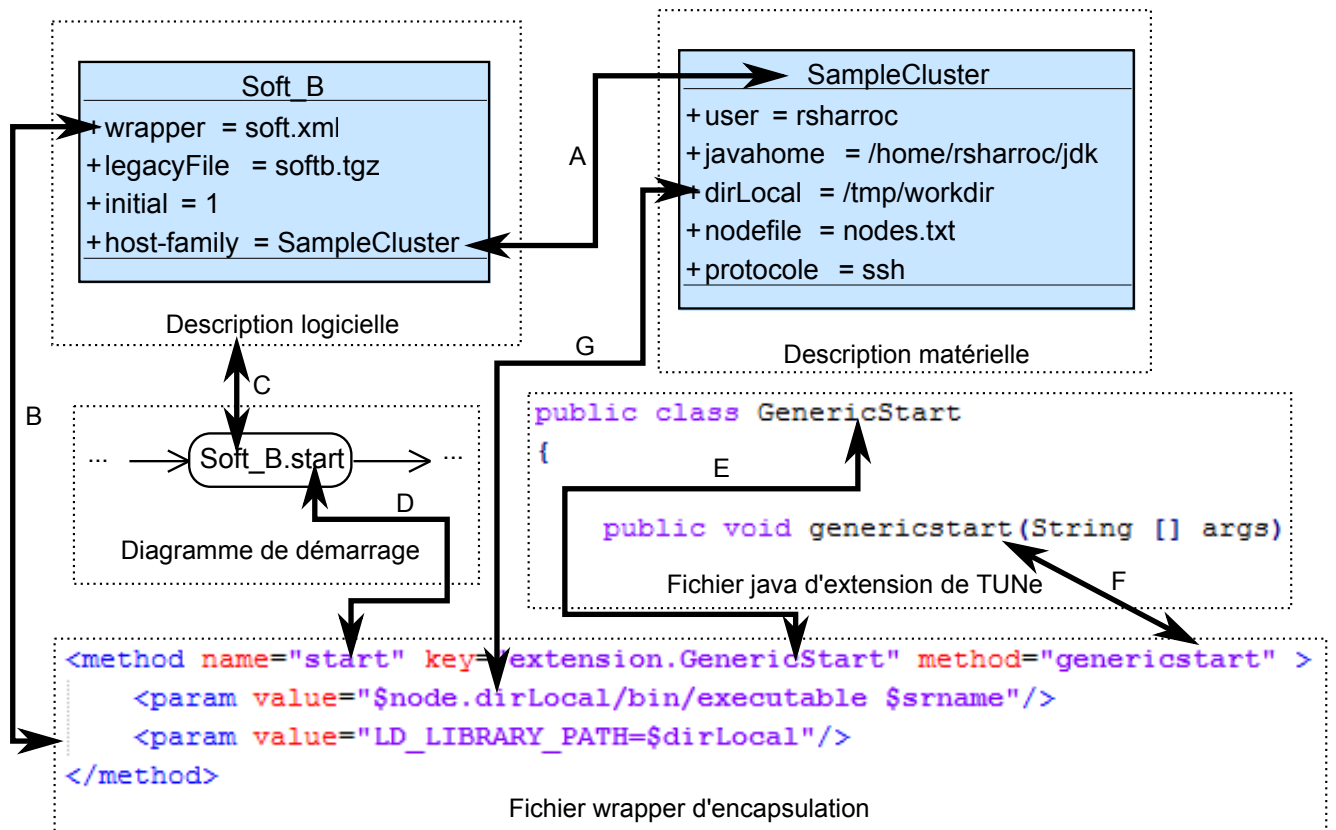 Soft_B
+wrapper = soft.xml
+legacyFile = softb.tgz
+initial = 1
+host-family = SampleCluster
Description logicielle
SampleCluster
+user = rsharroc
+javahome = /home/rsharroc/jdk
+dirLocal = /tmp/workdir
+nodefile = nodes.txt
+protocole = ssh
Description matérielle
A
B
C
G
... Soft_B.start ...
D
Diagramme de démarrage
public class GenericStart
{
E
public void genericstart(String [] args)
Fichier java d'extension de TUNe
F
<method name="start" key="extension.GenericStart" method="genericstart" >
<param value="$node.dirLocal/bin/executable $srname"/>
<param value="LD_LIBRARY_PATH=$dirLocal"/>
</method>
Fichier wrapper d'encapsulation